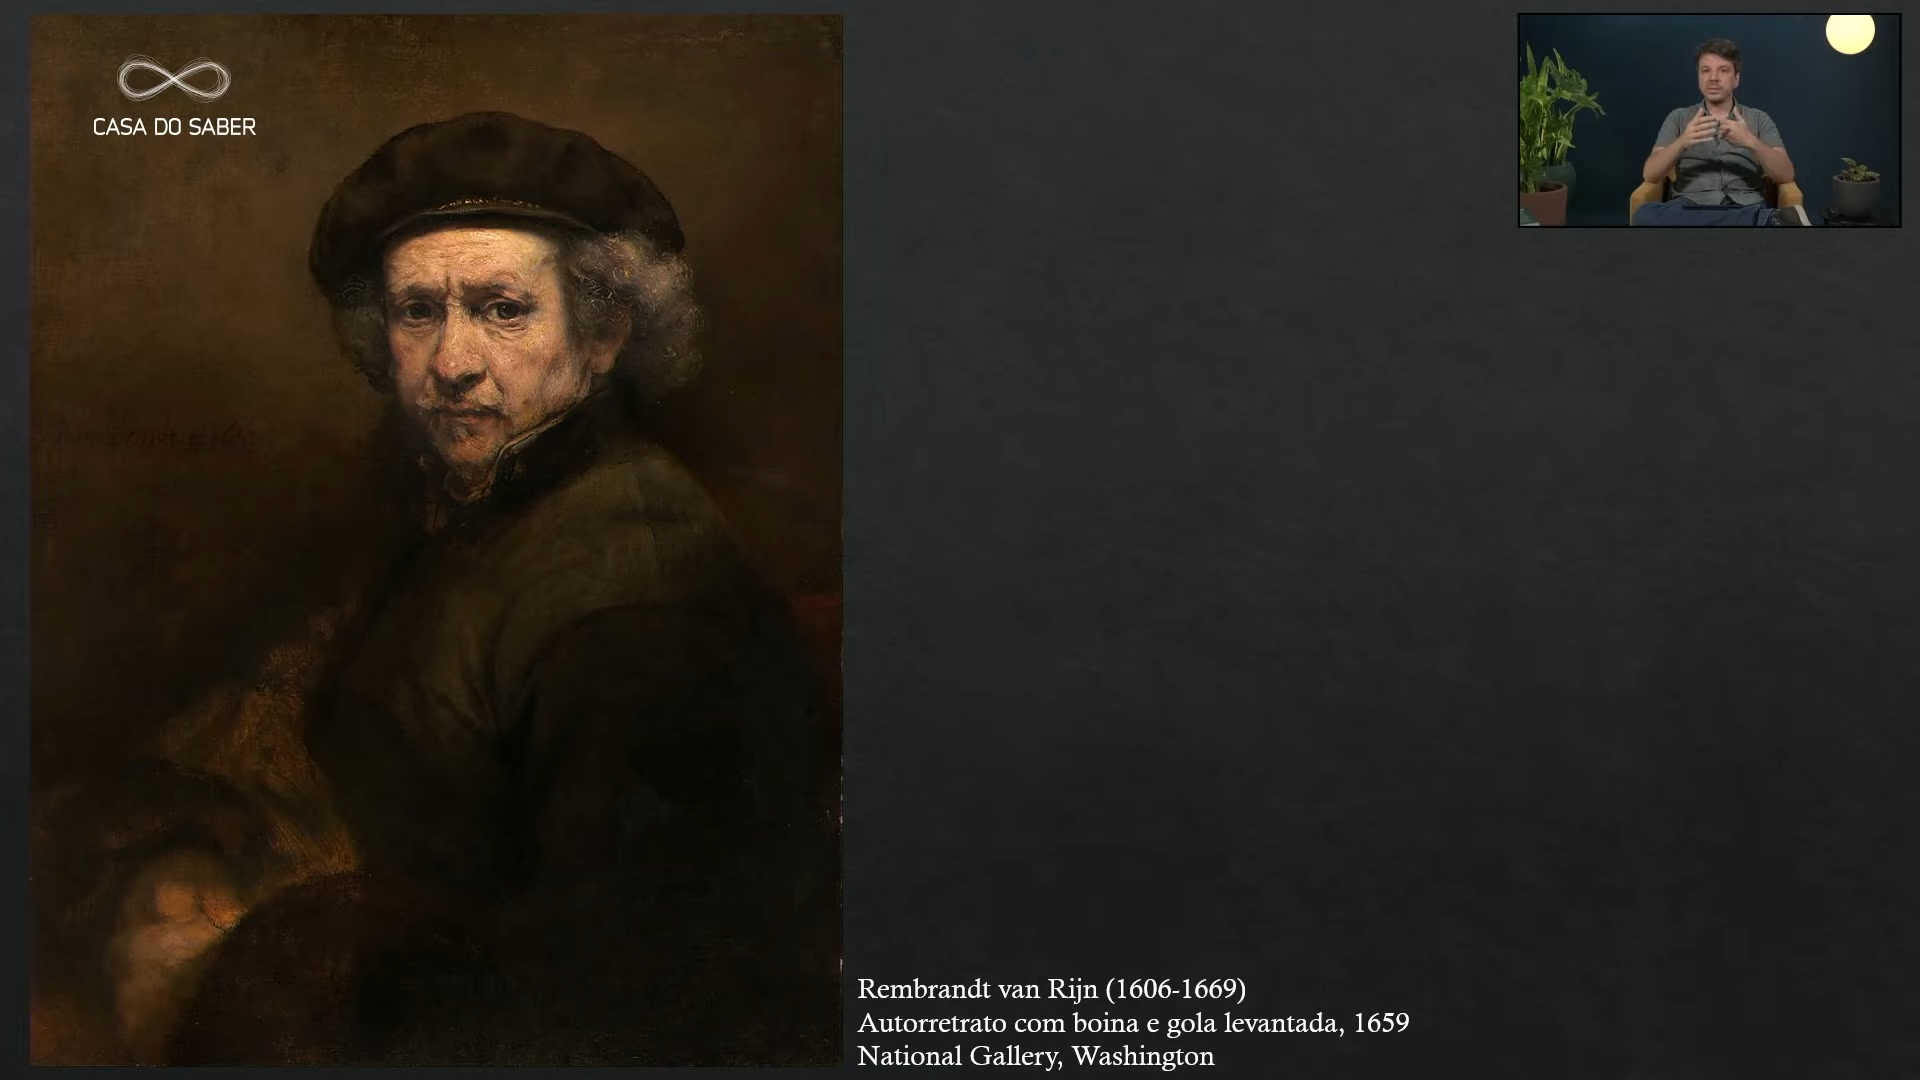 CASA DO SABER
Rembrandt van Rijn (1606-1669)
Autorretrato com boina e gola levantada, 1659
National Gallery, Washington